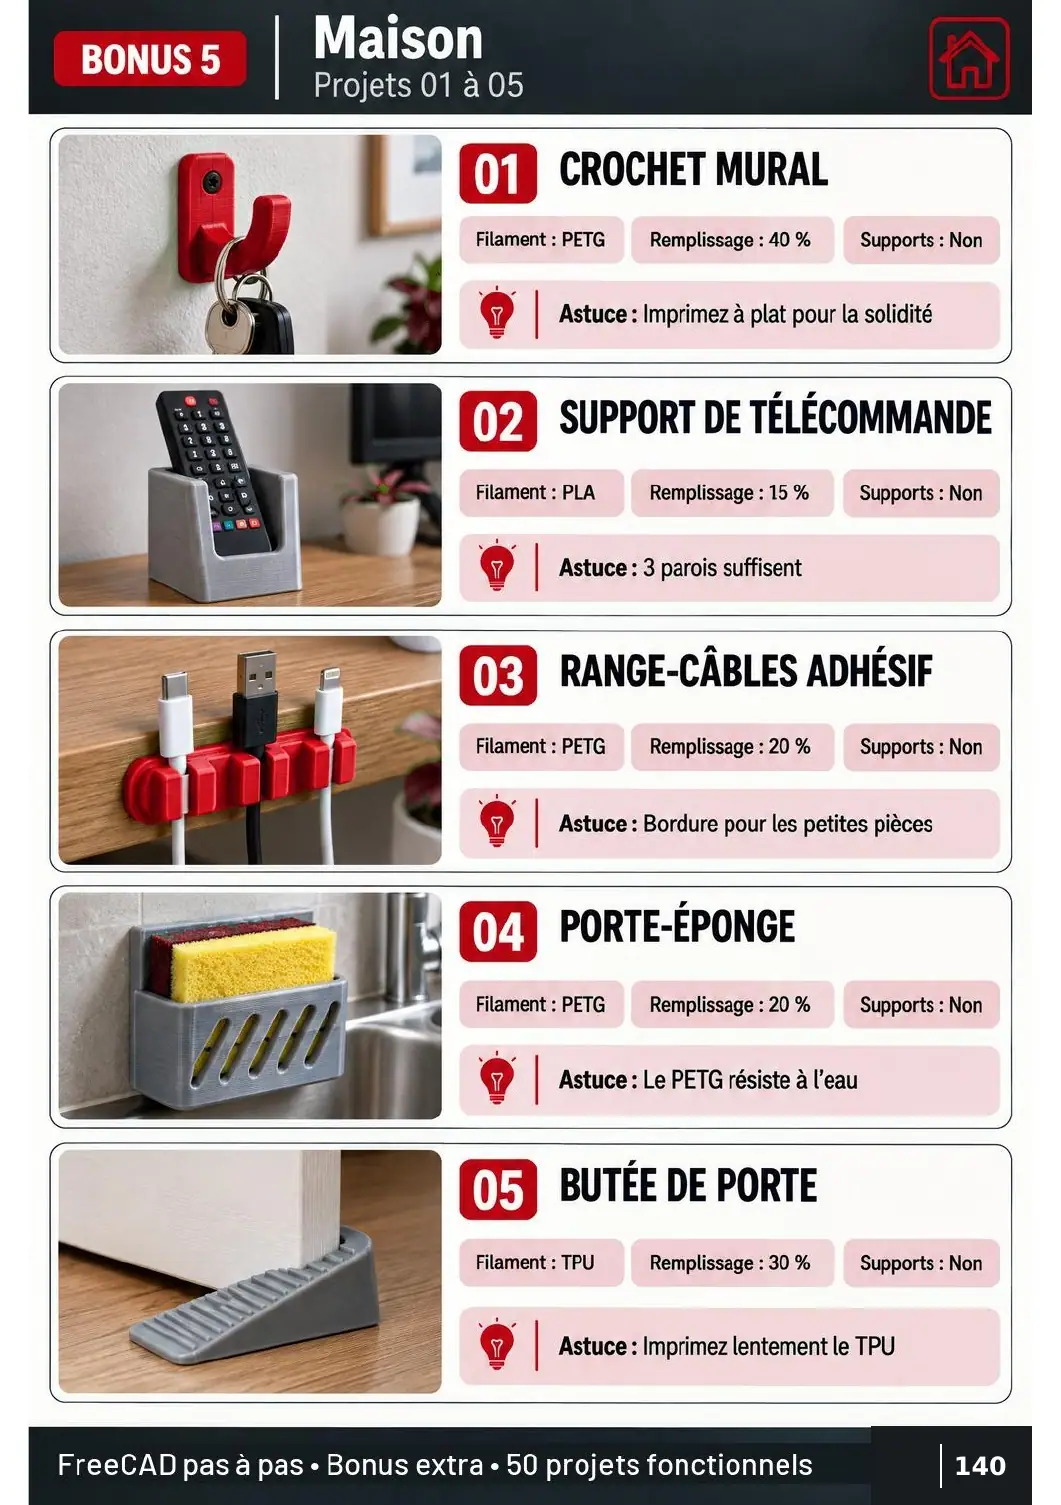 BONUS 5
Maison
Projets 01 à 05
01
CROCHET MURAL
Filament : PETG
Remplissage : 40 %
Supports : Non
Astuce : Imprimez à plat pour la solidité
02
SUPPORT DE TÉLÉCOMMANDE
Filament : PLA
Remplissage : 15 %
Supports : Non
Astuce : 3 parois suffisent
03
RANGE-CÂBLES ADHÉSIF
Filament : PETG
Remplissage : 20 %
Supports : Non
Astuce : Bordure pour les petites pièces
04
PORTE-ÉPONGE
Filament : PETG
Remplissage : 20 %
Supports : Non
Astuce : Le PETG résiste à l'eau
05
BUTÉE DE PORTE
Filament : TPU
Remplissage : 30 %
Supports : Non
Astuce : Imprimez lentement le TPU
FreeCAD pas à pas • Bonus extra • 50 projets fonctionnels
140